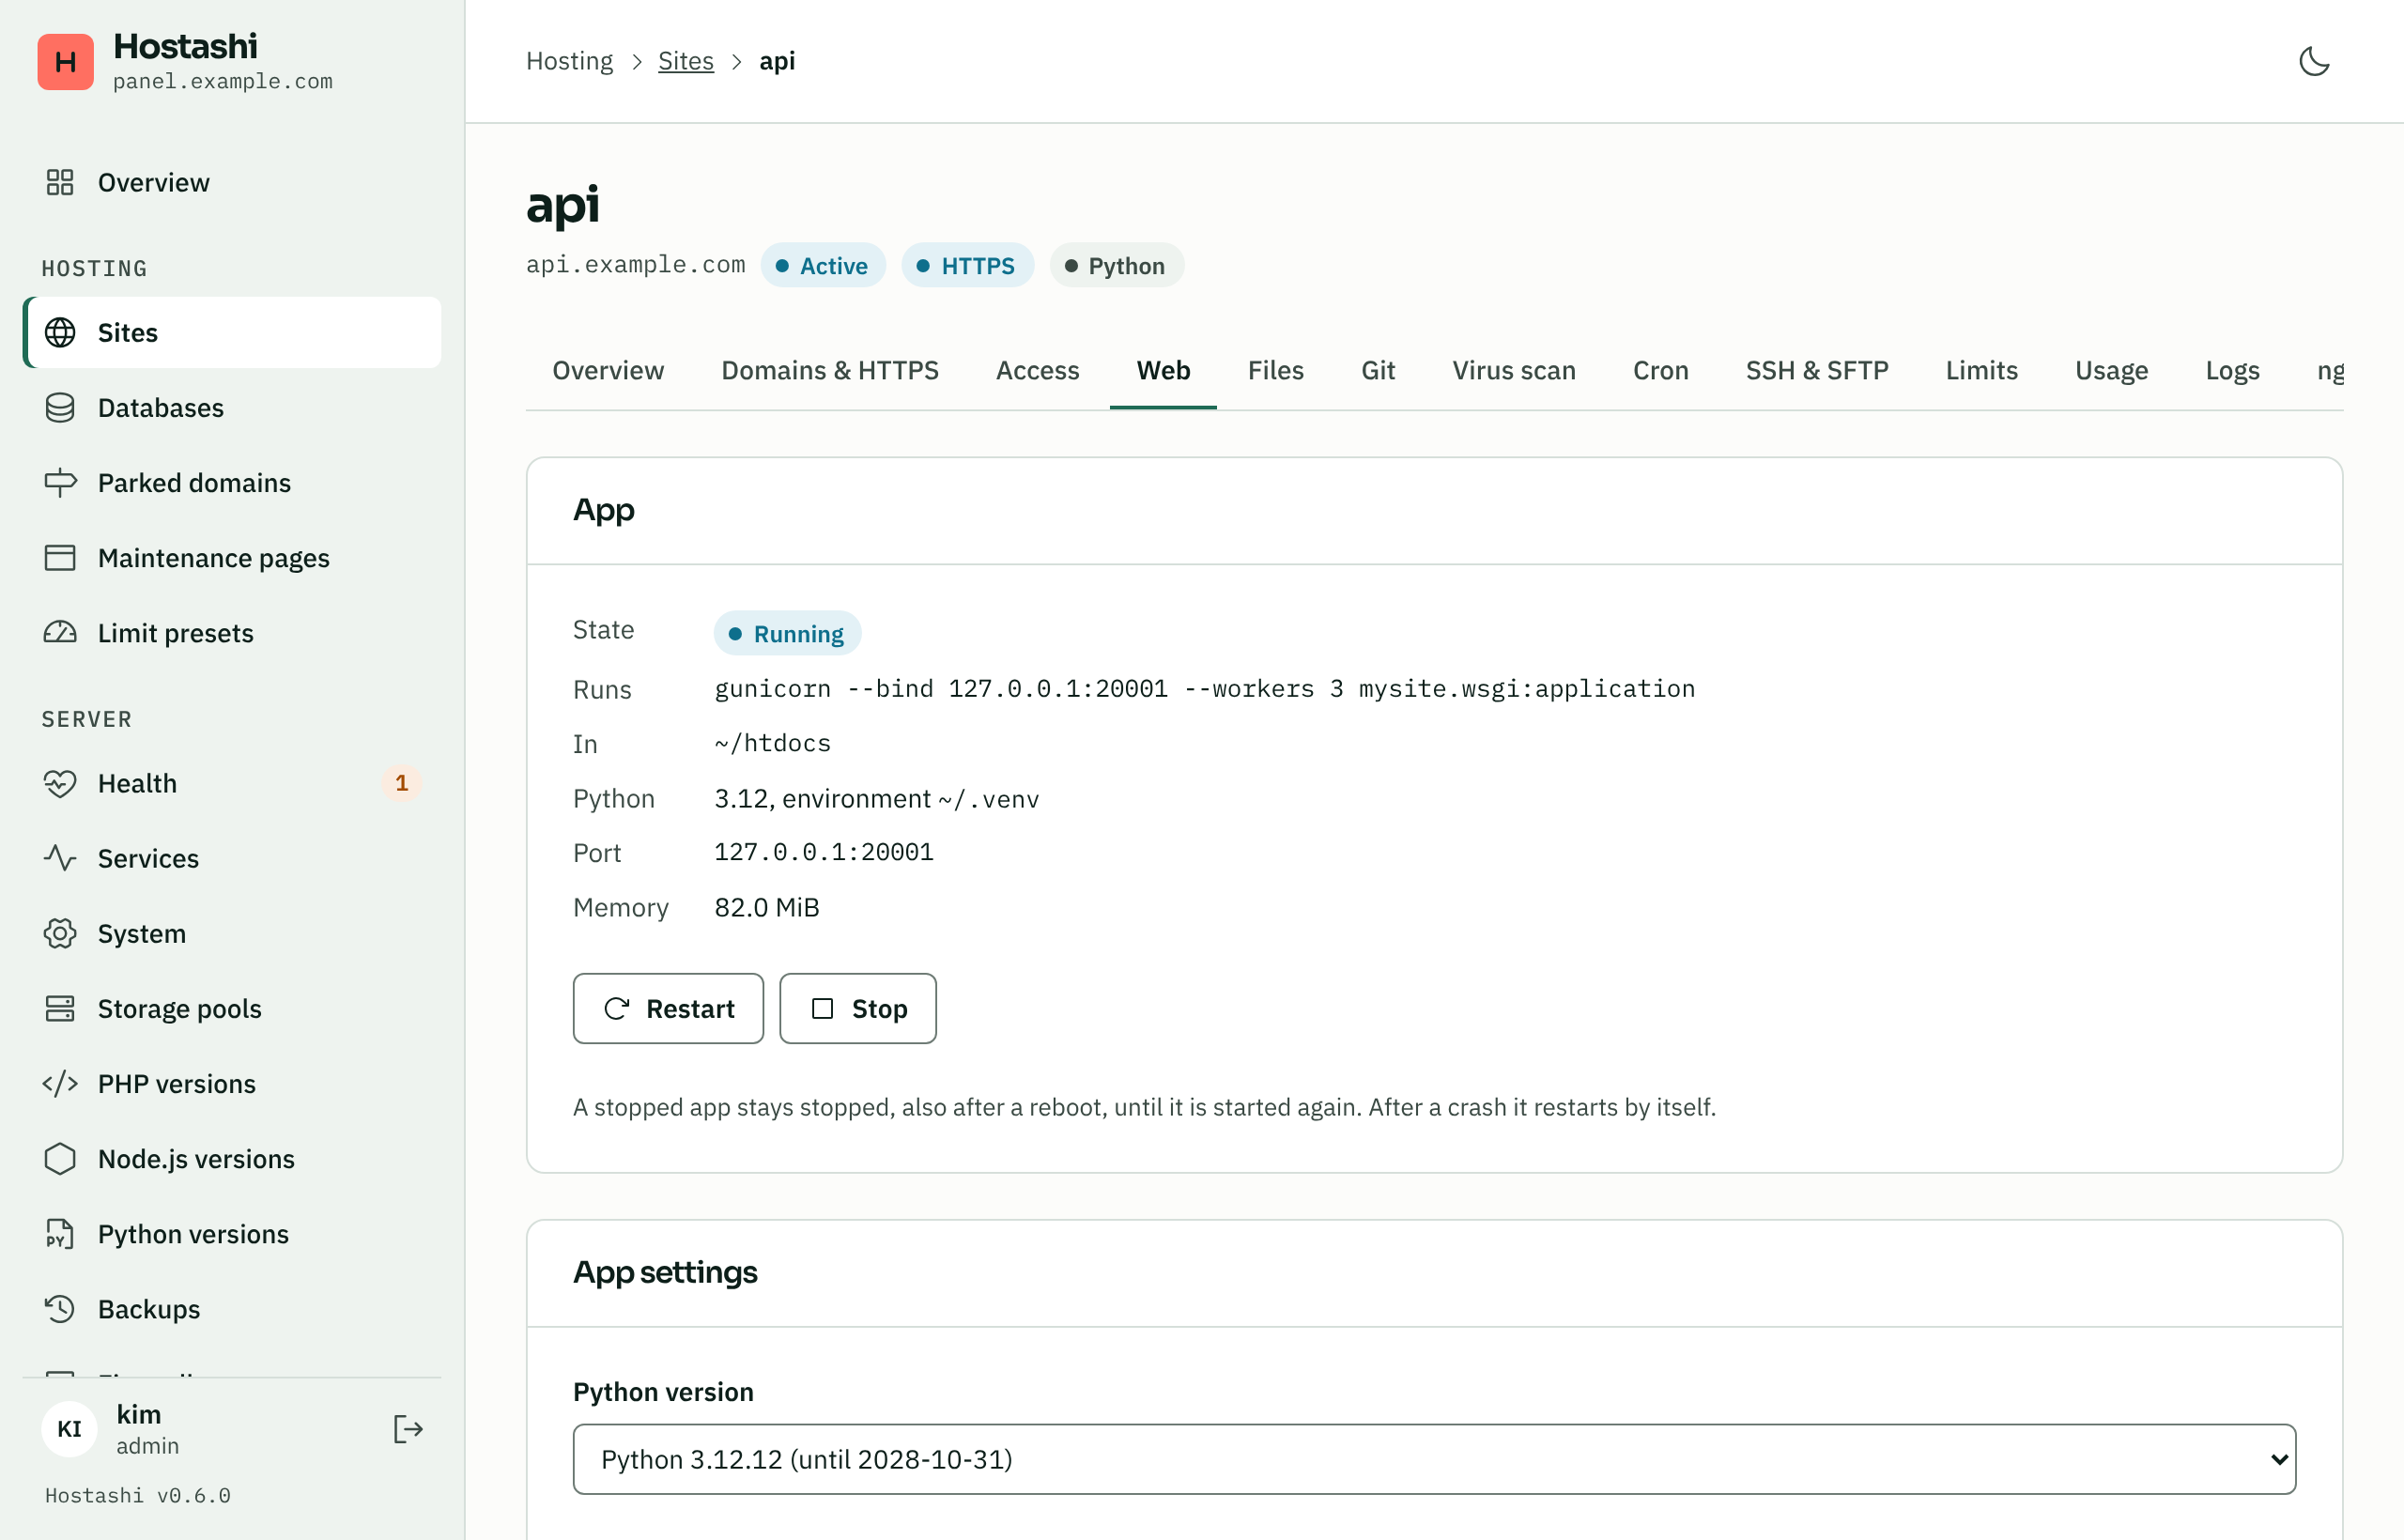 H
Hostashi
panel.example.com
Overview
HOSTING
Sites
Databases
Parked domains
Maintenance pages
Limit presets
SERVER
Health 1
Services
System
Storage pools
PHP versions
Node.js versions
PY Python versions
Backups
KI
kim
admin
Hostashi v0.6.0
Hosting > Sites > api
api
api.example.com Active HTTPS Python
Overview Domains & HTTPS Access Web Files Git Virus scan Cron SSH & SFTP Limits Usage Logs ng
App
State Running
Runs gunicorn --bind 127.0.0.1:20001 --workers 3 mysite.wsgi:application
In ~/htdocs
Python 3.12, environment ~/.venv
Port 127.0.0.1:20001
Memory 82.0 MiB
Restart Stop
A stopped app stays stopped, also after a reboot, until it is started again. After a crash it restarts by itself.
App settings
Python version
Python 3.12.12 (until 2028-10-31)